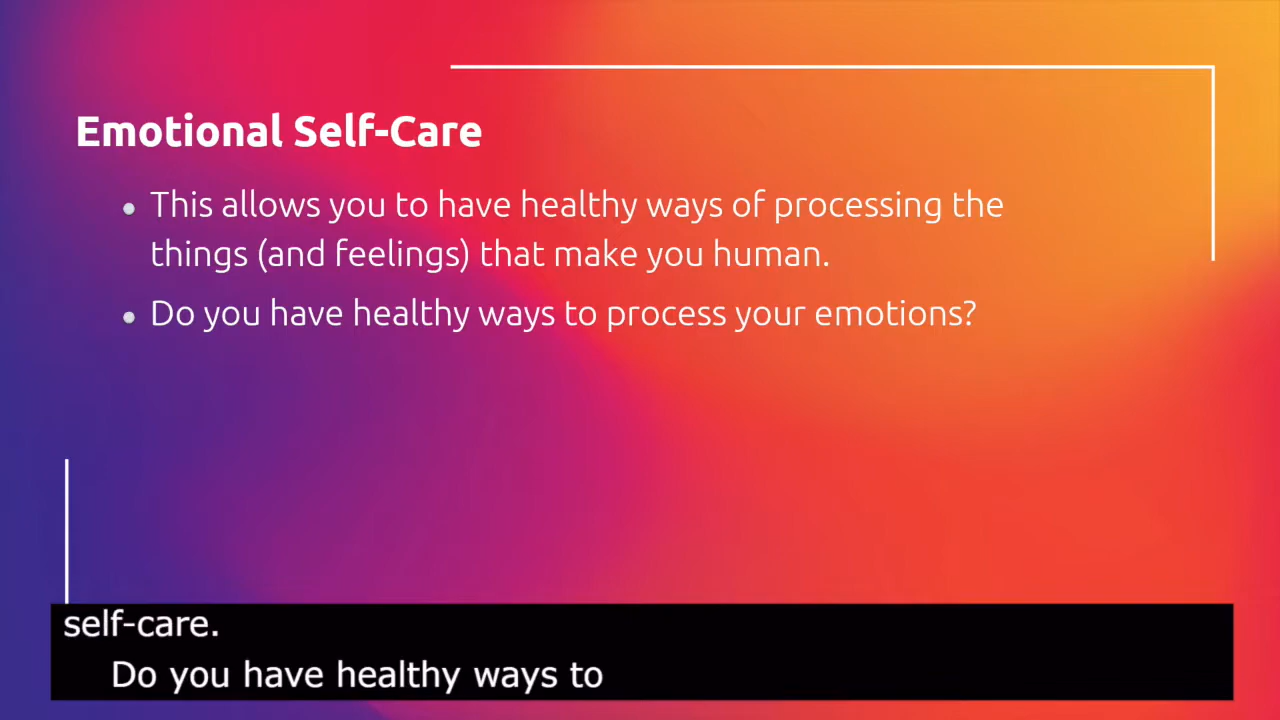 Emotional Self-Care
• This allows you to have healthy ways of processing the
things (and feelings) that make you human.
• Do you have healthy ways to process your emotions?
self-care.
Do you have healthy ways to